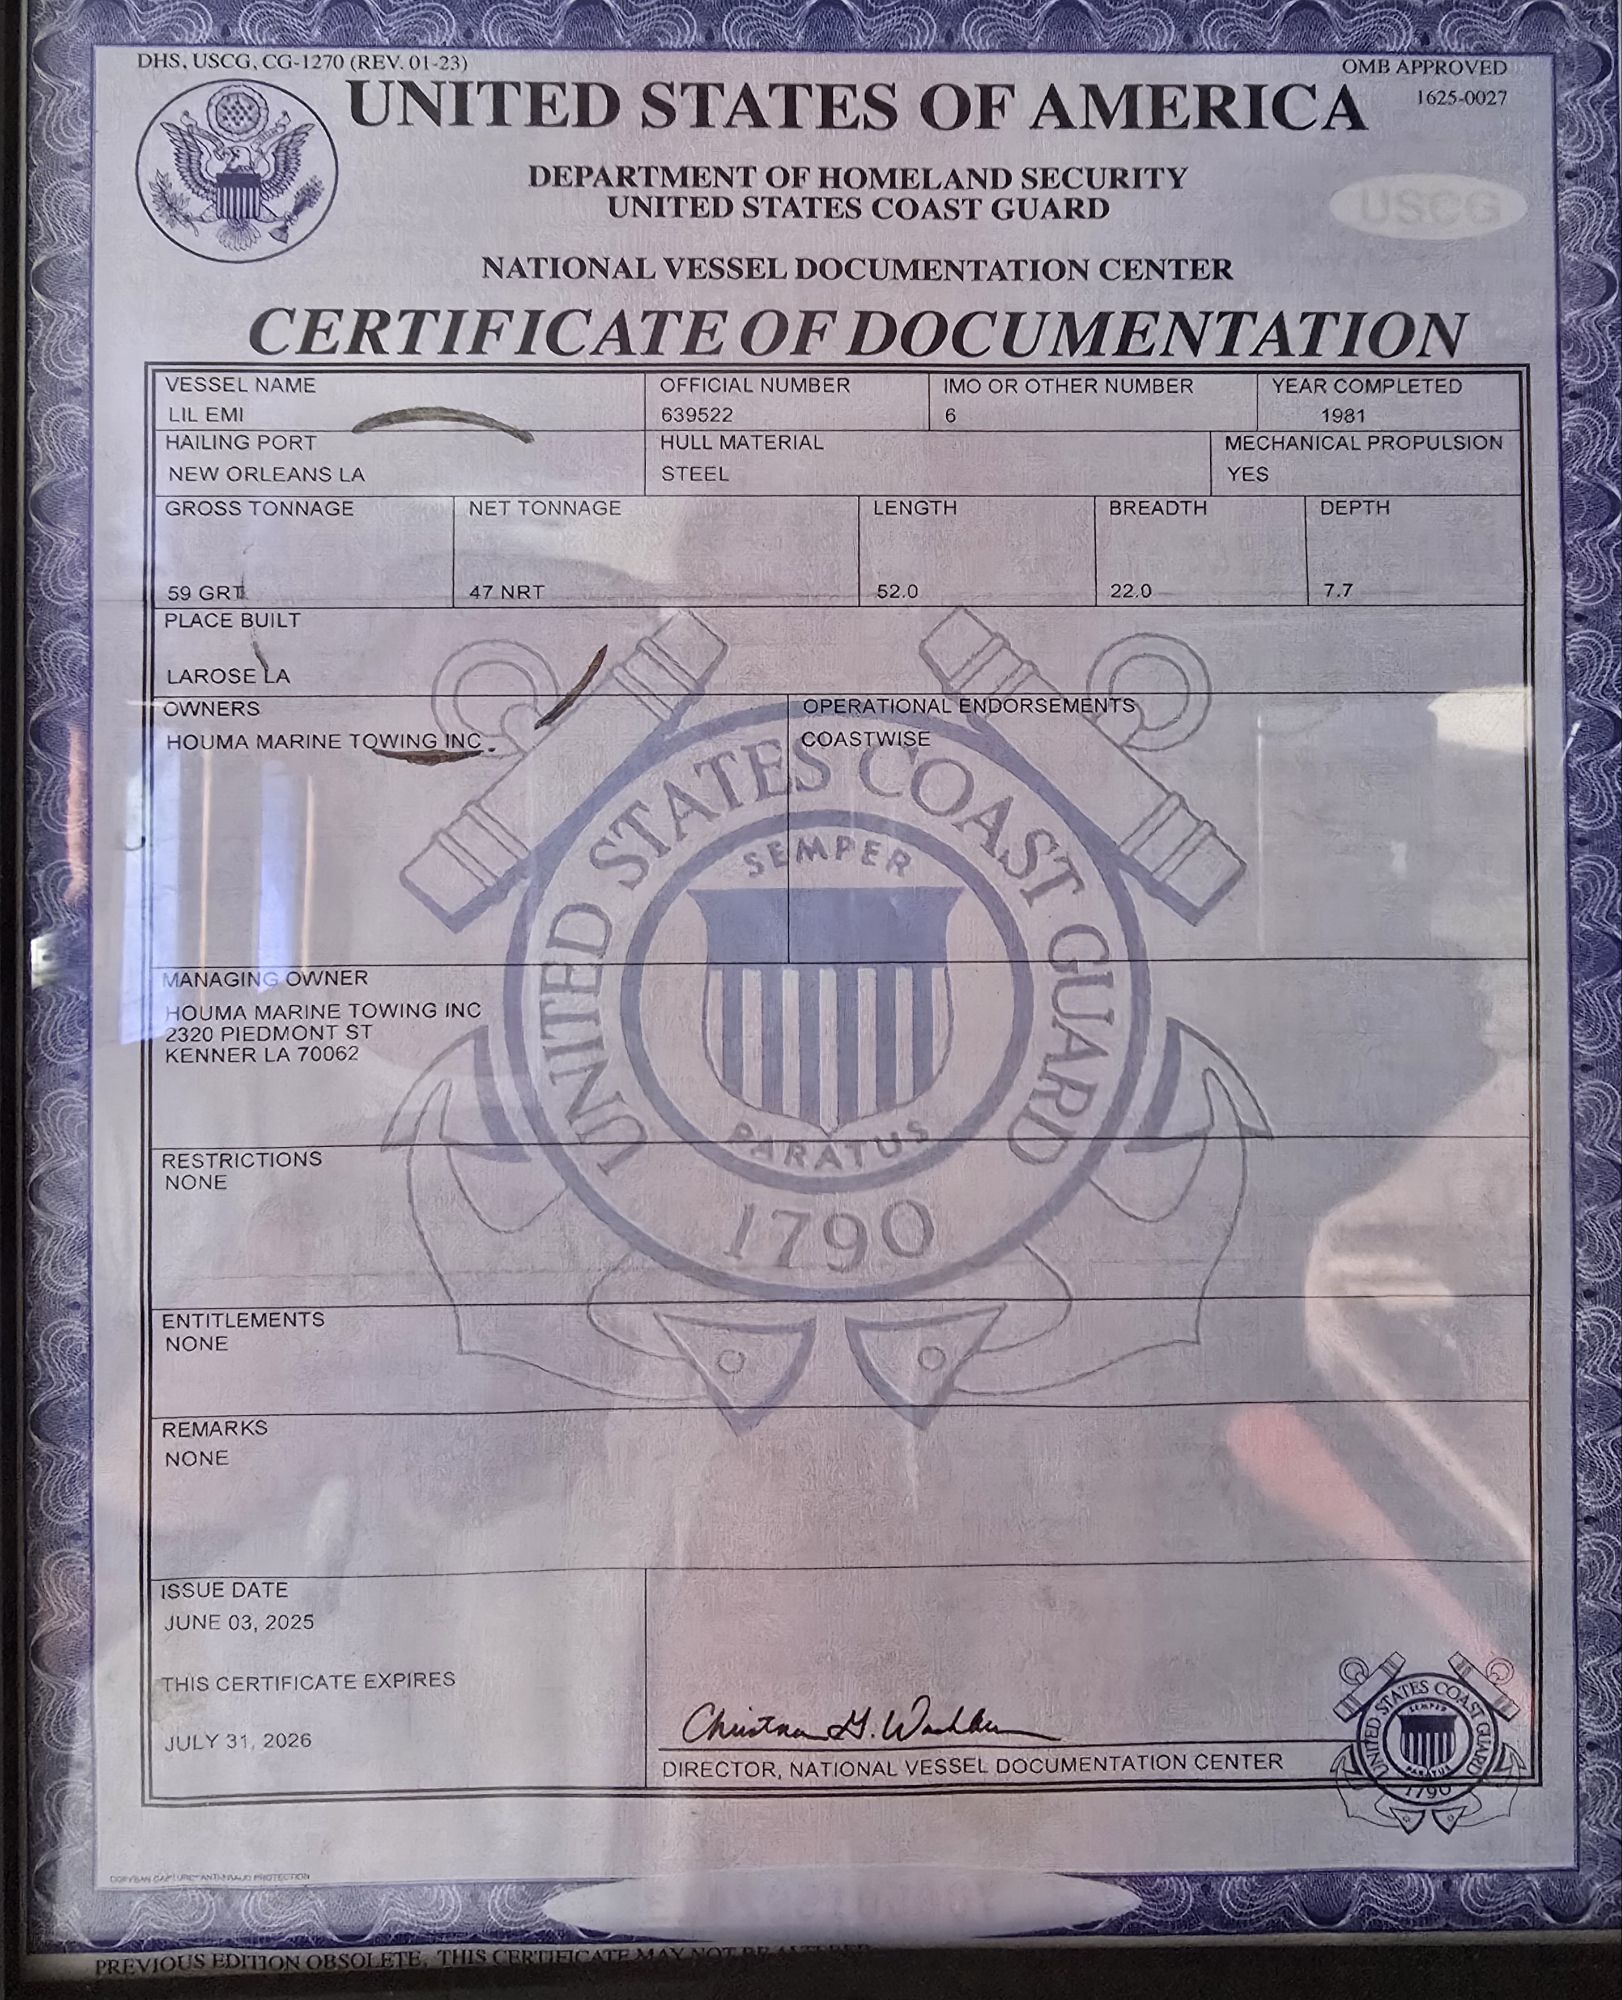 DHS, USCG, CG-1270 (REV. 01-23)
OMB APPROVED
1625-0027
UNITED STATES OF AMERICA
DEPARTMENT OF HOMELAND SECURITY
UNITED STATES COAST GUARD
USCG
NATIONAL VESSEL DOCUMENTATION CENTER
CERTIFICATE OF DOCUMENTATION
VESSEL NAME OFFICIAL NUMBER IMO OR OTHER NUMBER YEAR COMPLETED
LIL EMI 639522 6 1981
HAILING PORT HULL MATERIAL MECHANICAL PROPULSION
NEW ORLEANS LA STEEL YES
GROSS TONNAGE NET TONNAGE LENGTH BREADTH DEPTH
59 GRT 47 NRT 52.0 22.0 7.7
PLACE BUILT
LAROSE LA
OWNERS OPERATIONAL ENDORSEMENTS
HOUMA MARINE TOWING INC. COASTWISE
UNITED STATES COAST GUARD
SEMPER
PARATUS
1790
MANAGING OWNER
HOUMA MARINE TOWING INC
2320 PIEDMONT ST
KENNER LA 70062
RESTRICTIONS
NONE
ENTITLEMENTS
NONE
REMARKS
NONE
ISSUE DATE
JUNE 03, 2025
THIS CERTIFICATE EXPIRES
JULY 31, 2026
DIRECTOR, NATIONAL VESSEL DOCUMENTATION CENTER
UNITED STATES COAST GUARD
SEMPER
PARATUS
1790
PREVIOUS EDITION OBSOLETE. THIS CERTIFICATE MAY NOT BE ALTERED